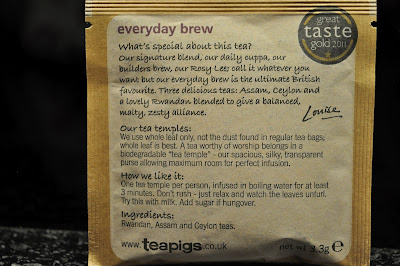 everyday brew
great
taste
gold 2011
What's special about this tea?
Our signature blend, our daily cuppa, our
builders brew, our Rosy Lee; call it whatever you
want but our everyday brew is the ultimate British
favourite. Three delicious teas: Assam, Ceylon and
a lovely Rwandan blended to give a balanced,
malty, zesty alliance.
Louise
Our tea temples:
We use whole leaf only, not the dust found in regular tea bags;
whole leaf is best. A tea worthy of worship belongs in a
biodegradable "tea temple" - our spacious, silky, transparent
purse allowing maximum room for perfect infusion.
How we like it:
One tea temple per person, infused in boiling water for at least
3 minutes. Don't rush - just relax and watch the leaves unfurl.
Try this with milk. Add sugar if hungover.
Ingredients:
Rwandan, Assam and Ceylon teas.
www.teapigs.co.uk
net wt 3.3g e